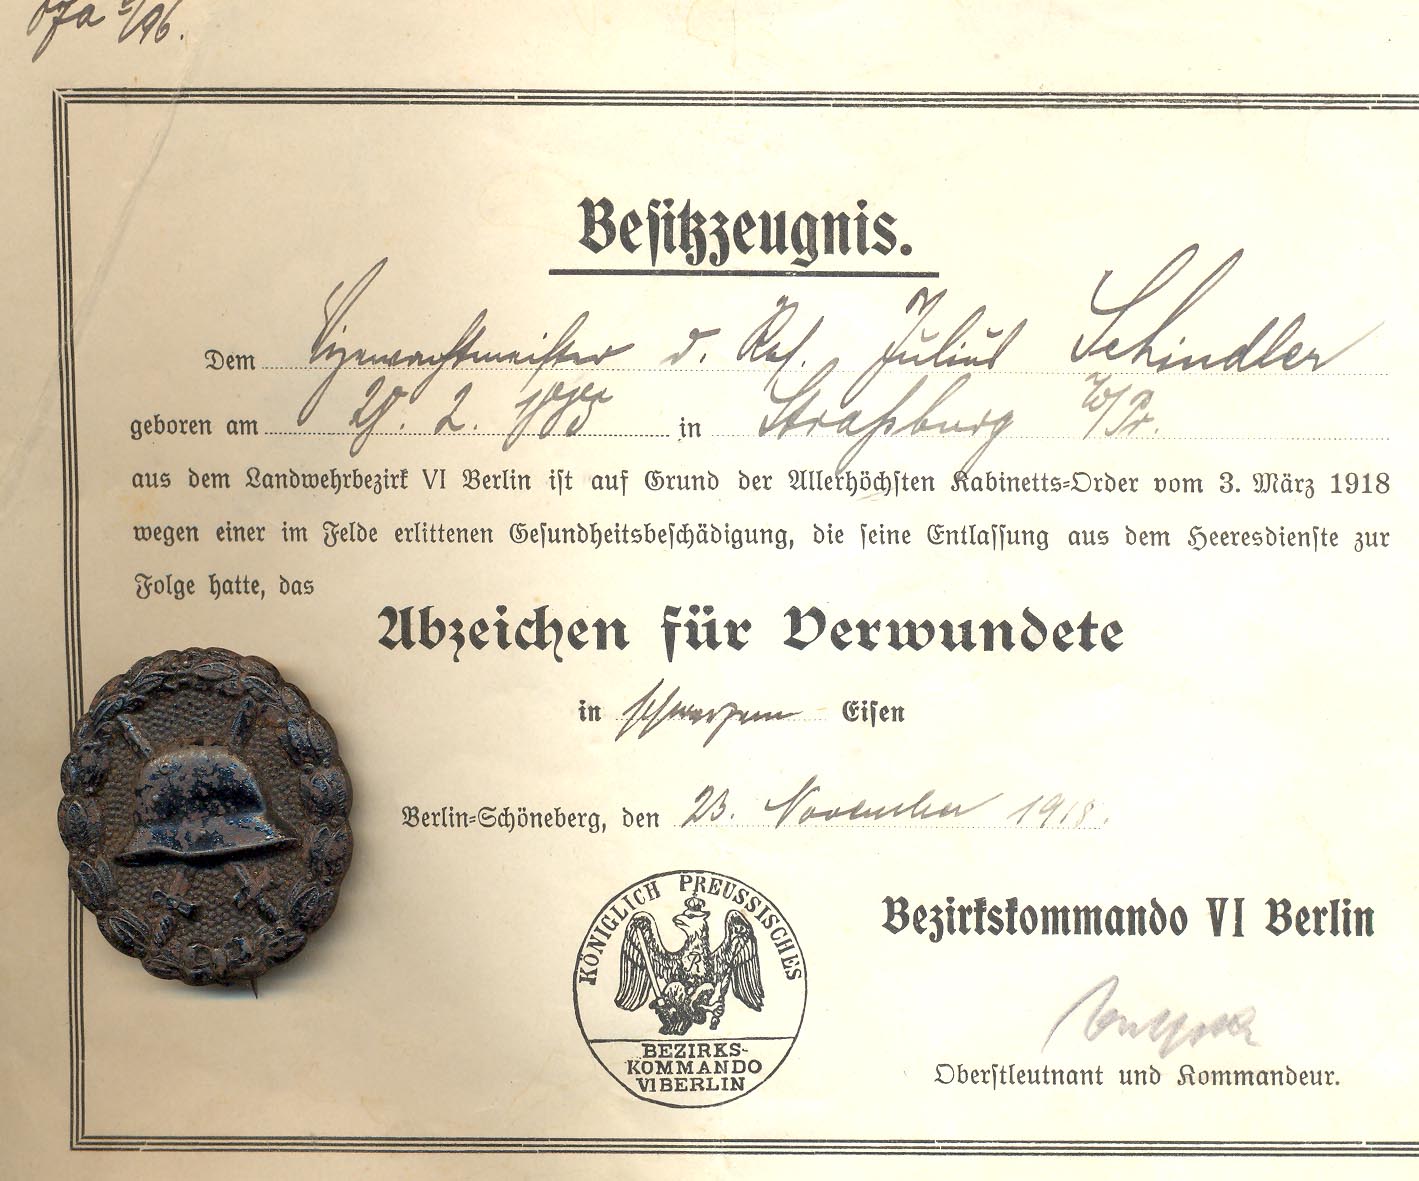 Besitzzeugnis.
Dem Vizewachtmeister d. Res. Julius Schindler
geboren am 2. in Straßburg W/Pr.
aus dem Landwehrbezirk VI Berlin ist auf Grund der Allerhöchsten Kabinetts-Order vom 3. März 1918
wegen einer im Felde erlittenen Gesundheitsbeschädigung, die seine Entlassung aus dem Heeresdienste zur
Folge hatte, das
Abzeichen für Verwundete
in schwarzem Eisen
Berlin-Schöneberg, den 23. November 1918.
KÖNIGLICH PREUSSISCHES
BEZIRKS-
KOMMANDO
VI BERLIN
Bezirkskommando VI Berlin
Oberstleutnant und Kommandeur.